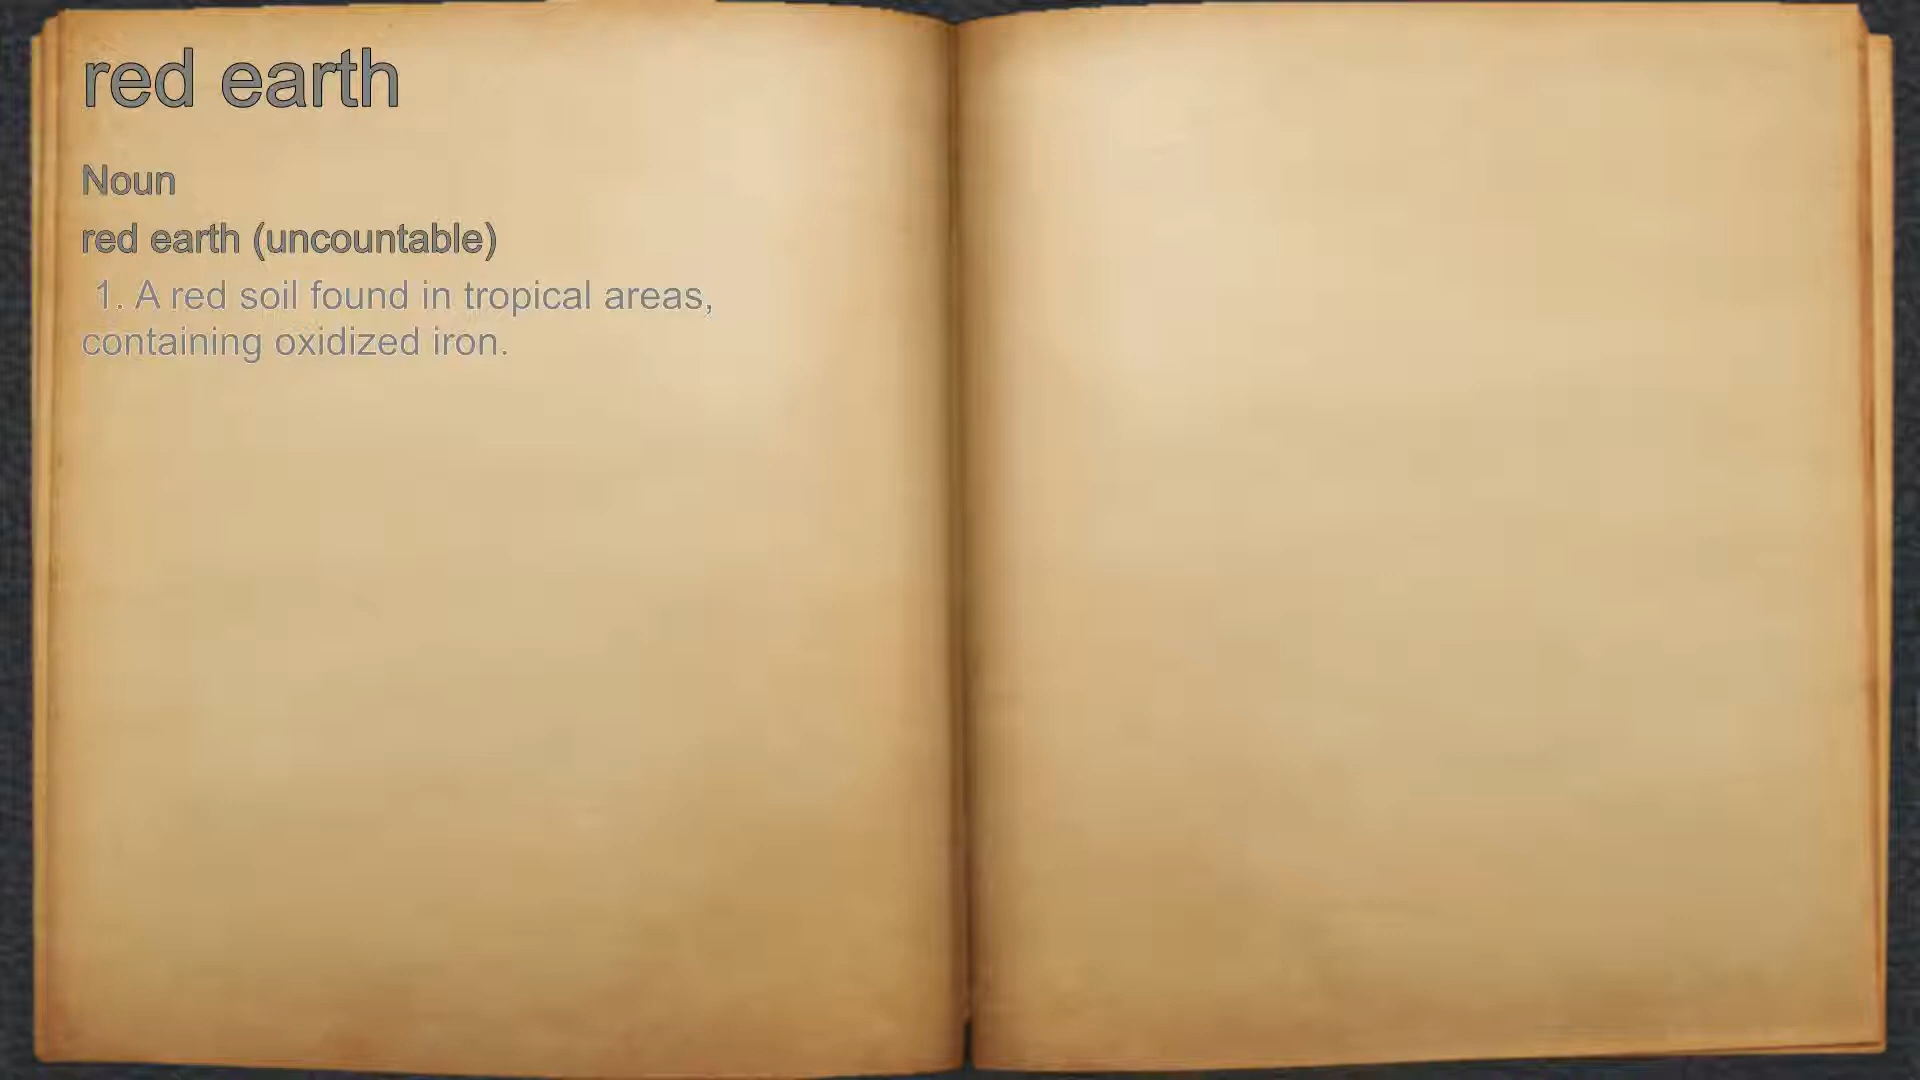 red earth
Noun
red earth (uncountable)
1. A red soil found in tropical areas,
containing oxidized iron.